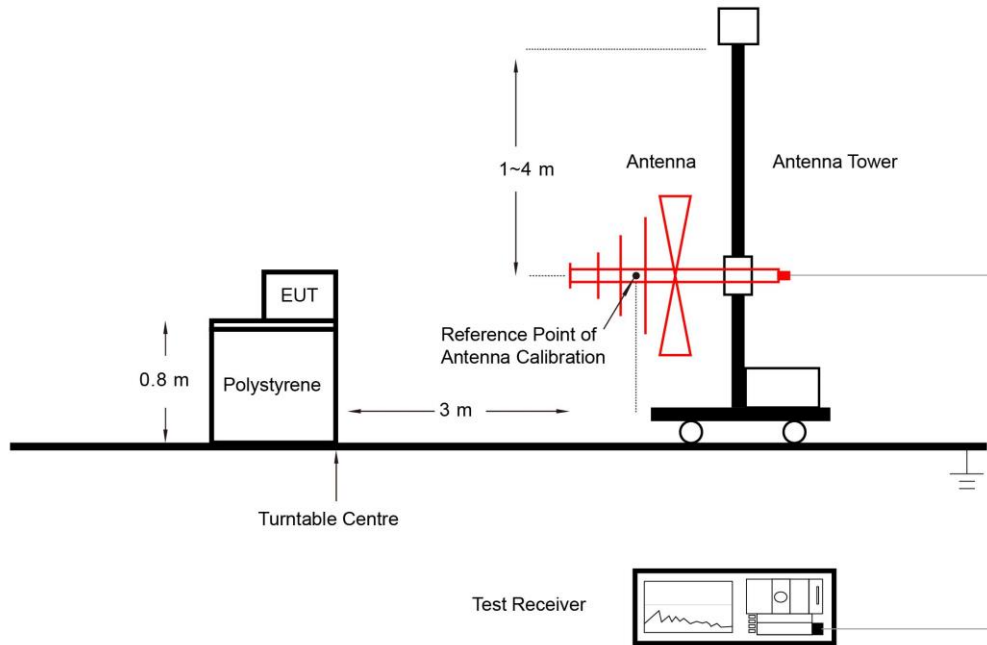 1~4 m
Antenna
Antenna Tower
EUT
Reference Point of
Antenna Calibration
0.8 m
Polystyrene
3 m
Turntable Centre
Test Receiver